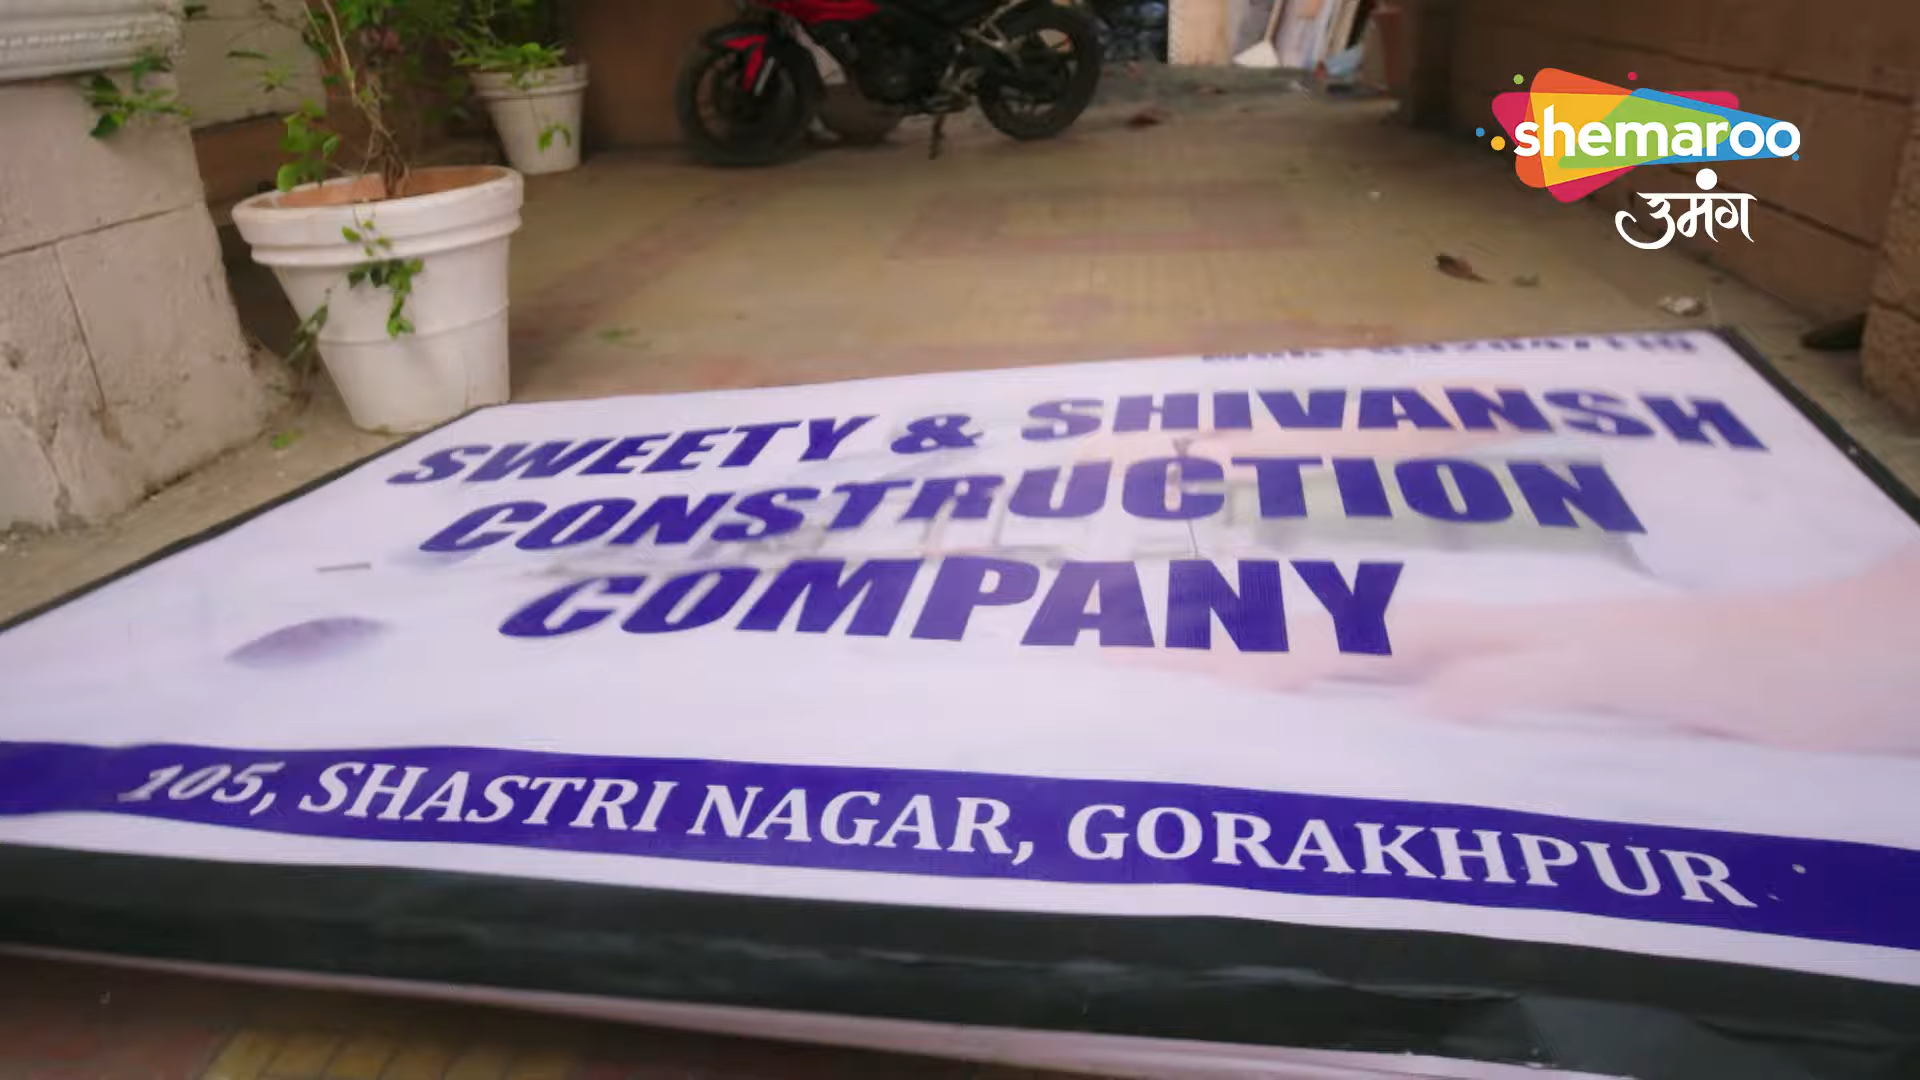 shemaroo
उमंग
SWEETY & SHIVANSH
CONSTRUCTION
COMPANY
105, SHASTRI NAGAR, GORAKHPUR